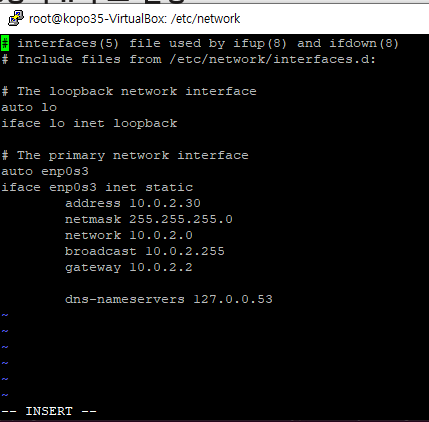 root@kopo35-VirtualBox: /etc/network
# interfaces(5) file used by ifup(8) and ifdown(8)
# Include files from /etc/network/interfaces.d:

# The loopback network interface
auto lo
iface lo inet loopback

# The primary network interface
auto enp0s3
iface enp0s3 inet static
        address 10.0.2.30
        netmask 255.255.255.0
        network 10.0.2.0
        broadcast 10.0.2.255
        gateway 10.0.2.2

        dns-nameservers 127.0.0.53
~
~
~
~
~
~
-- INSERT --